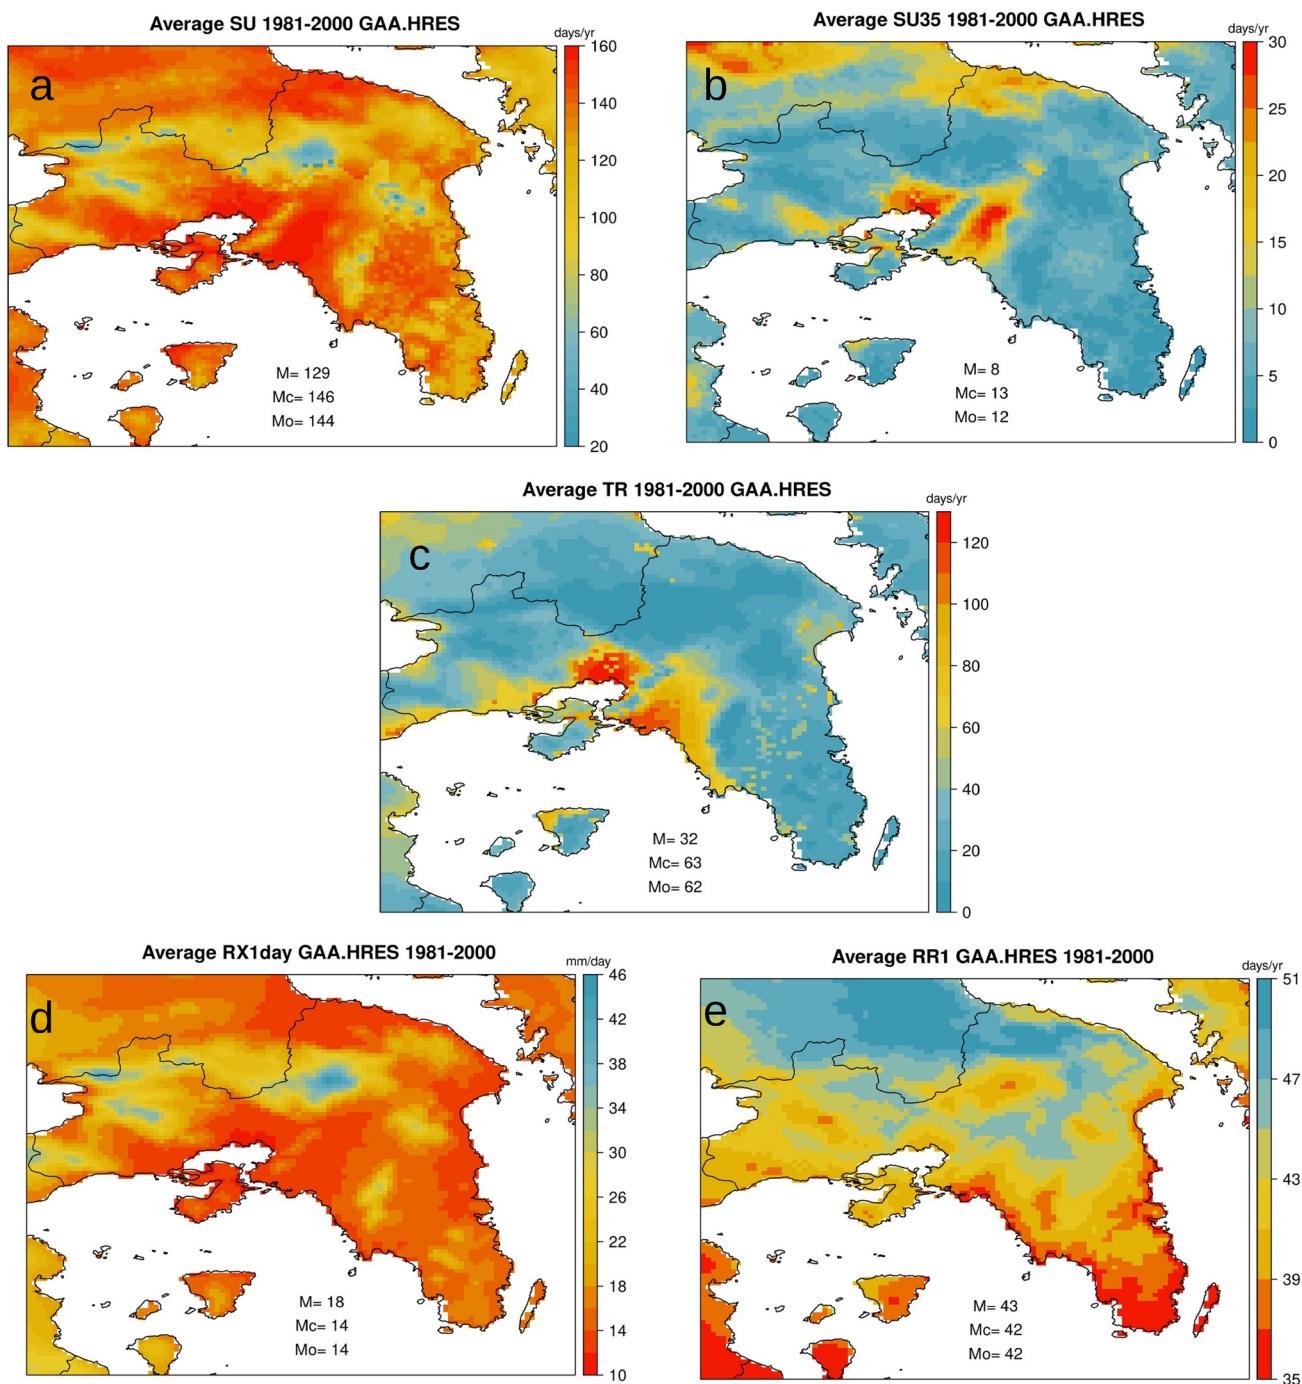 Average SU 1981-2000 GAA.HRES
days/yr
a
160
140
120
100
80
60
40
20
M= 129
Mc= 146
Mo= 144
Average SU35 1981-2000 GAA.HRES
days/yr
b
30
25
20
15
10
5
0
M= 8
Mc= 13
Mo= 12
Average TR 1981-2000 GAA.HRES
days/yr
c
120
100
80
60
40
20
0
M= 32
Mc= 63
Mo= 62
Average RX1day GAA.HRES 1981-2000
mm/day
d
46
42
38
34
30
26
22
18
14
10
M= 18
Mc= 14
Mo= 14
Average RR1 GAA.HRES 1981-2000
days/yr
e
51
47
43
39
35
M= 43
Mc= 42
Mo= 42